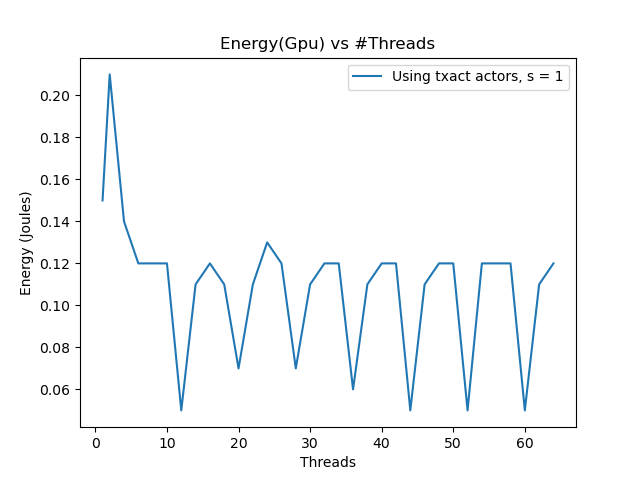 Energy(Gpu) vs #Threads
Using txact actors, s = 1
Energy (Joules)
0.20
0.18
0.16
0.14
0.12
0.10
0.08
0.06
0 10 20 30 40 50 60
Threads